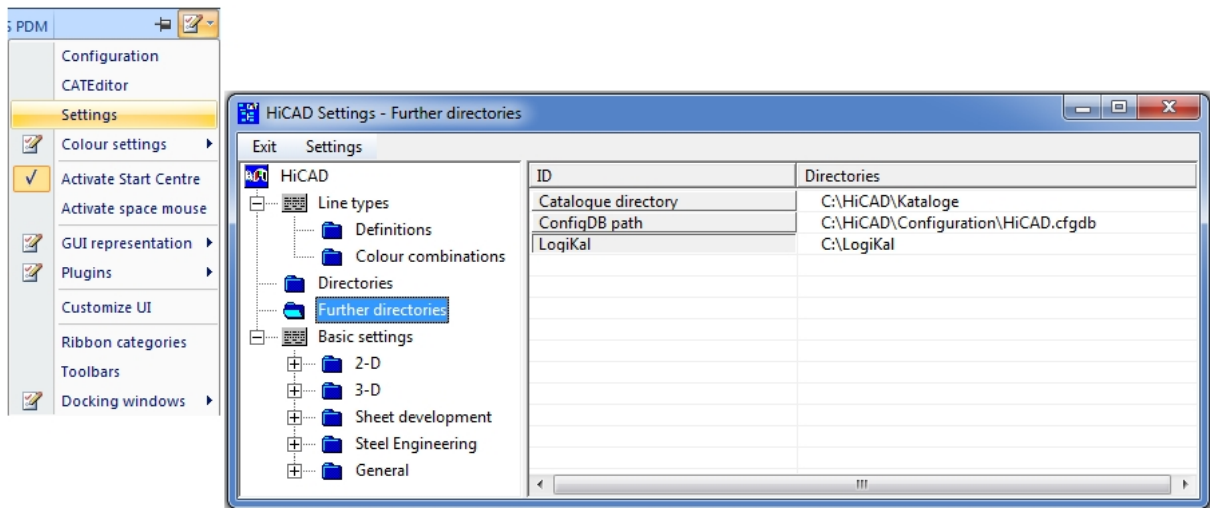 S PDM
Configuration
CATEditor
Settings
Colour settings
Activate Start Centre
Activate space mouse
GUI representation
Plugins
Customize UI
Ribbon categories
Toolbars
Docking windows
HiCAD Settings - Further directories
Exit Settings
HiCAD
Line types
Definitions
Colour combinations
Directories
Further directories
Basic settings
2-D
3-D
Sheet development
Steel Engineering
General
ID Directories
Catalogue directory C:\HiCAD\Kataloge
ConfigDB path C:\HiCAD\Configuration\HiCAD.cfgdb
LogiKal C:\LogiKal